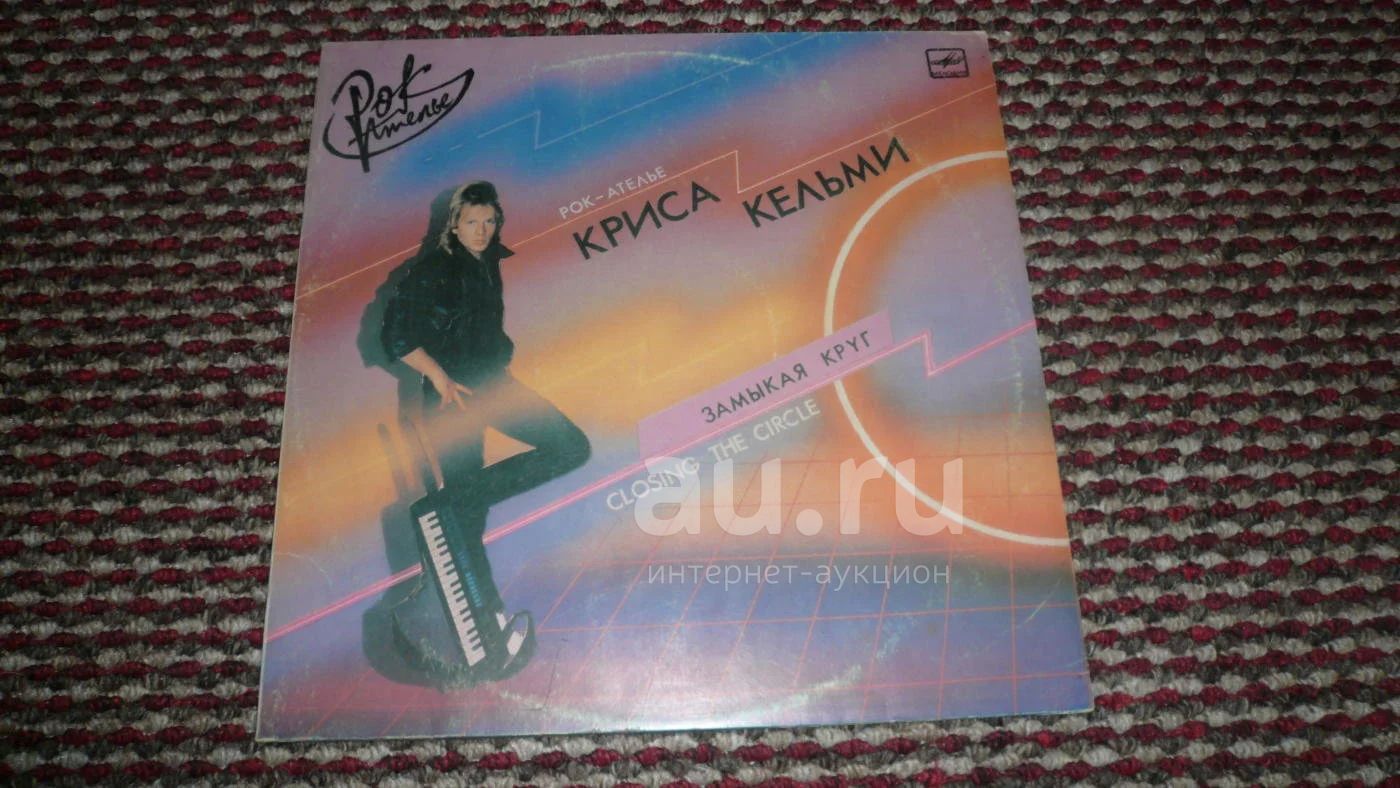 Рок
Ателье
РОК-АТЕЛЬЕ
КРИСА КЕЛЬМИ
ЗАМЫКАЯ КРУГ
CLOSING THE CIRCLE
au.ru
интернет-аукцион